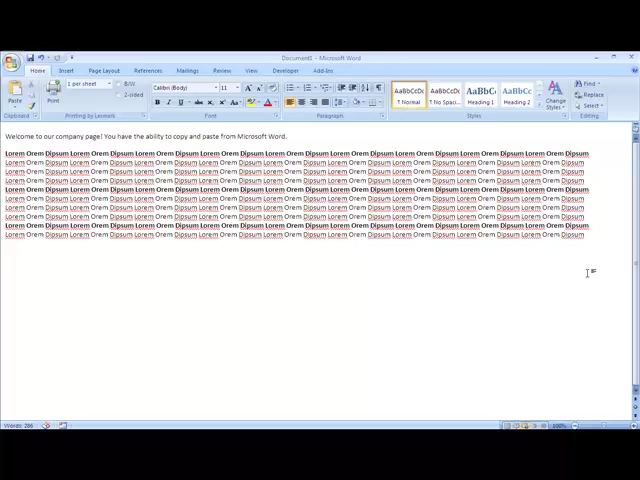 Document1 - Microsoft Word
Home Insert Page Layout References Mailings Review View Developer Add-Ins
Paste Print 1 per sheet B/W 2-sided Calibri (Body) 11 AaBbCcDc AaBbCcDc AaBbC AaBbCc Change Styles Find Replace Select
B I U ¶ Normal ¶ No Spaci... Heading 1 Heading 2
Clipboard Printing by Lexmark Font Paragraph Styles Editing
Welcome to our company page! You have the ability to copy and paste from Microsoft Word.
Lorem Orem Dipsum Lorem Orem Dipsum Lorem Orem Dipsum Lorem Orem Dipsum Lorem Orem Dipsum Lorem Orem Dipsum Lorem Orem Dipsum Lorem Orem Dipsum Lorem Orem Dipsum
Lorem Orem Dipsum Lorem Orem Dipsum Lorem Orem Dipsum Lorem Orem Dipsum Lorem Orem Dipsum Lorem Orem Dipsum Lorem Orem Dipsum Lorem Orem Dipsum Lorem Orem Dipsum
Lorem Orem Dipsum Lorem Orem Dipsum Lorem Orem Dipsum Lorem Orem Dipsum Lorem Orem Dipsum Lorem Orem Dipsum Lorem Orem Dipsum Lorem Orem Dipsum Lorem Orem Dipsum
Lorem Orem Dipsum Lorem Orem Dipsum Lorem Orem Dipsum Lorem Orem Dipsum Lorem Orem Dipsum Lorem Orem Dipsum Lorem Orem Dipsum Lorem Orem Dipsum Lorem Orem Dipsum
Lorem Orem Dipsum Lorem Orem Dipsum Lorem Orem Dipsum Lorem Orem Dipsum Lorem Orem Dipsum Lorem Orem Dipsum Lorem Orem Dipsum Lorem Orem Dipsum Lorem Orem Dipsum
Lorem Orem Dipsum Lorem Orem Dipsum Lorem Orem Dipsum Lorem Orem Dipsum Lorem Orem Dipsum Lorem Orem Dipsum Lorem Orem Dipsum Lorem Orem Dipsum Lorem Orem Dipsum
Lorem Orem Dipsum Lorem Orem Dipsum Lorem Orem Dipsum Lorem Orem Dipsum Lorem Orem Dipsum Lorem Orem Dipsum Lorem Orem Dipsum Lorem Orem Dipsum Lorem Orem Dipsum
Lorem Orem Dipsum Lorem Orem Dipsum Lorem Orem Dipsum Lorem Orem Dipsum Lorem Orem Dipsum Lorem Orem Dipsum Lorem Orem Dipsum Lorem Orem Dipsum Lorem Orem Dipsum
Lorem Orem Dipsum Lorem Orem Dipsum Lorem Orem Dipsum Lorem Orem Dipsum Lorem Orem Dipsum Lorem Orem Dipsum Lorem Orem Dipsum Lorem Orem Dipsum Lorem Orem Dipsum
Lorem Orem Dipsum Lorem Orem Dipsum Lorem Orem Dipsum Lorem Orem Dipsum Lorem Orem Dipsum Lorem Orem Dipsum Lorem Orem Dipsum Lorem Orem Dipsum Lorem Orem Dipsum
Words: 286 100%